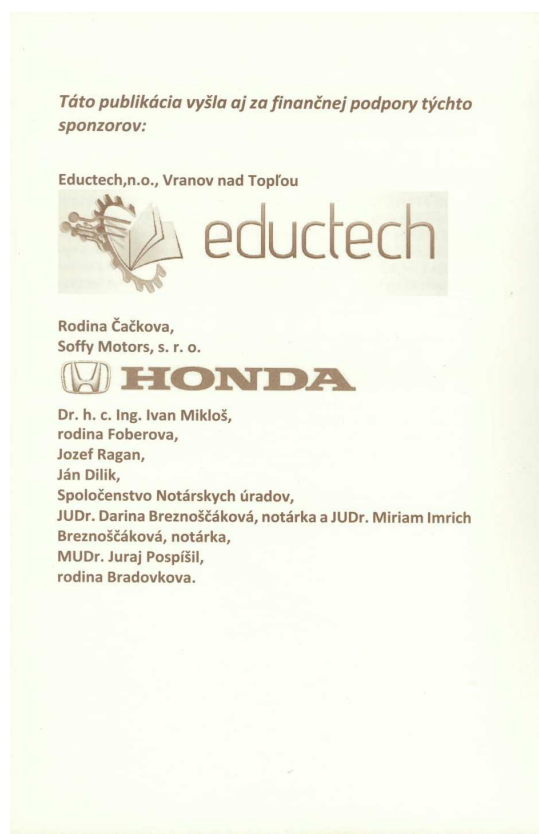 Táto publikácia vyšla aj za finančnej podpory týchto
sponzorov:
Eductech,n.o., Vranov nad Topľou
eductech
Rodina Čačkova,
Soffy Motors, s. r. o.
HONDA
Dr. h. c. Ing. Ivan Mikloš,
rodina Foberova,
Jozef Ragan,
Ján Dilik,
Spoločenstvo Notárskych úradov,
JUDr. Darina Breznoščáková, notárka a JUDr. Miriam Imrich
Breznoščáková, notárka,
MUDr. Juraj Pospíšil,
rodina Bradovkova.